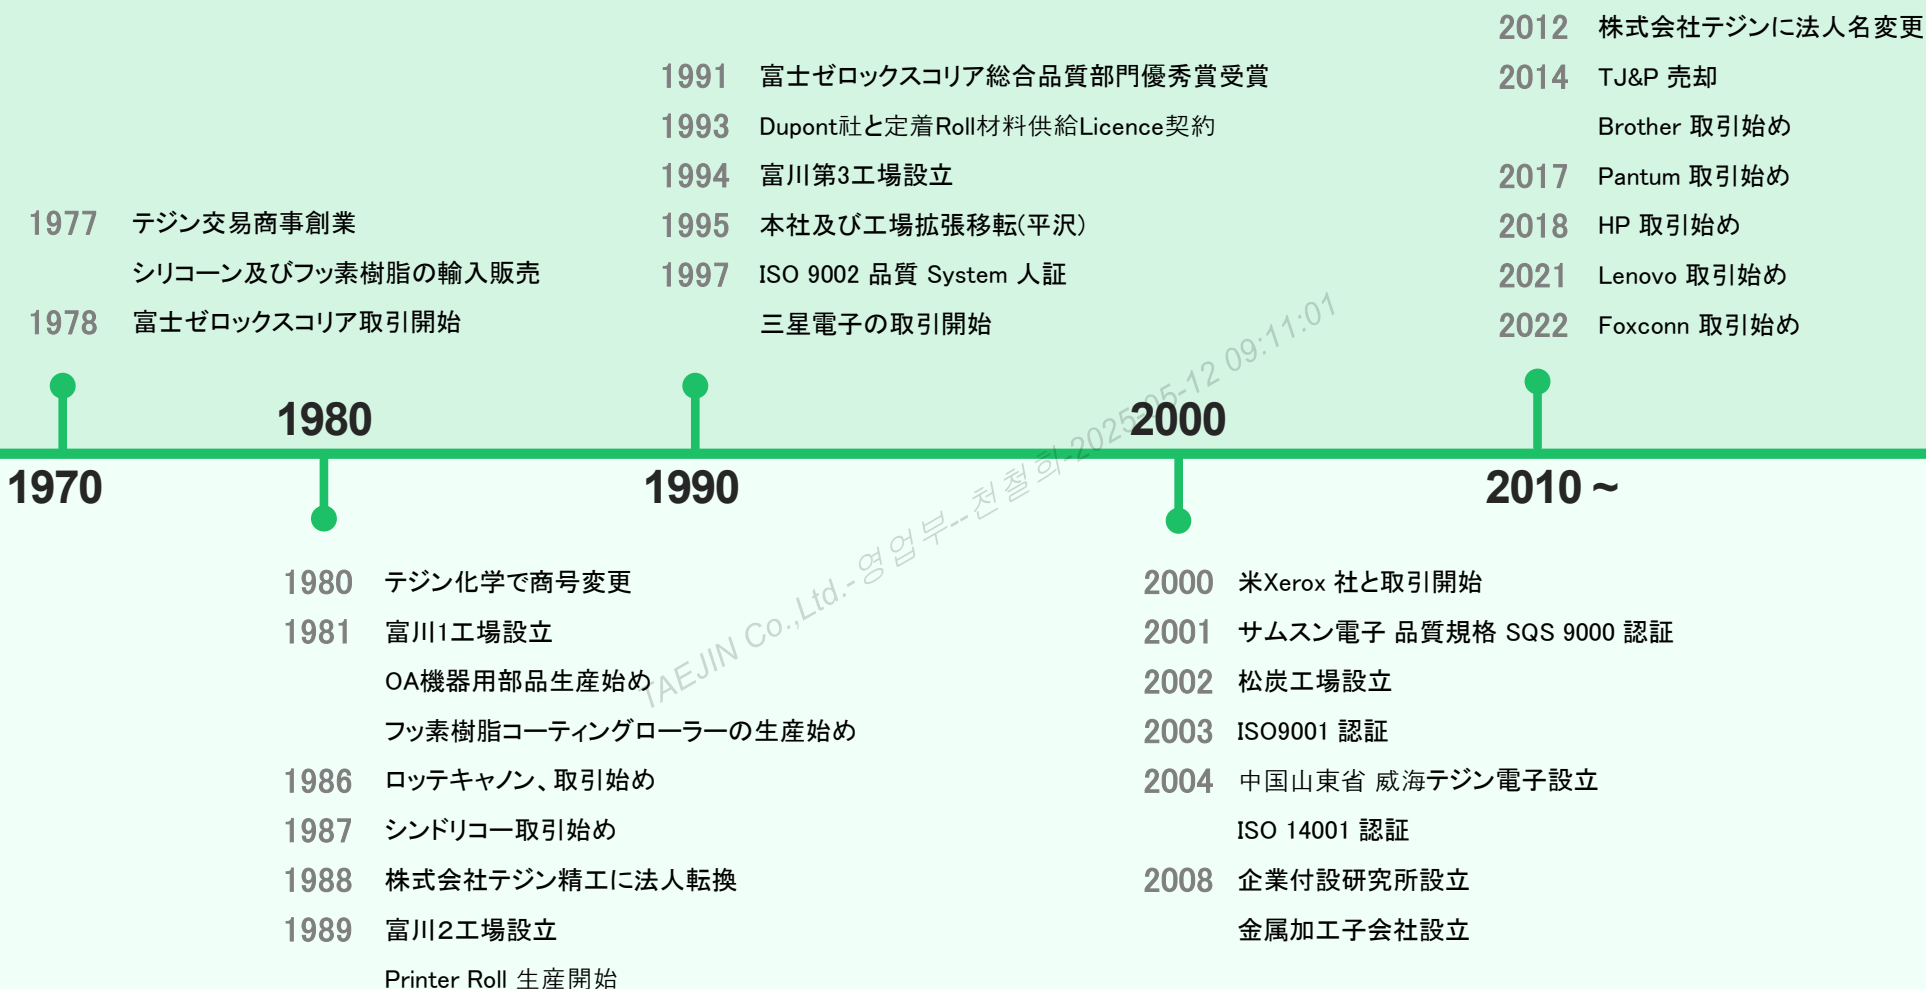 1977 テジン交易商事創業
シリコーン及びフッ素樹脂の輸入販売
1978 富士ゼロックスコリア取引開始
1970
1980
1980 テジン化学で商号変更
1981 富川1工場設立
OA機器用部品生産始め
フッ素樹脂コーティングローラーの生産始め
1986 ロッテキャノン、取引始め
1987 シンドリコー取引始め
1988 株式会社テジン精工に法人転換
1989 富川2工場設立
Printer Roll 生産開始
1991 富士ゼロックスコリア総合品質部門優秀賞受賞
1993 Dupont社と定着Roll材料供給Licence契約
1994 富川第3工場設立
1995 本社及び工場拡張移転(平沢)
1997 ISO 9002 品質 System 人証
三星電子の取引開始
1990
2000
2000 米Xerox 社と取引開始
2001 サムスン電子 品質規格 SQS 9000 認証
2002 松炭工場設立
2003 ISO9001 認証
2004 中国山東省 威海テジン電子設立
ISO 14001 認証
2008 企業付設研究所設立
金属加工子会社設立
2012 株式会社テジンに法人名変更
2014 TJ&P 売却
Brother 取引始め
2017 Pantum 取引始め
2018 HP 取引始め
2021 Lenovo 取引始め
2022 Foxconn 取引始め
2010 ~
TAEJIN Co.,Ltd.-영업부--천철희-2025-05-12 09:11:01